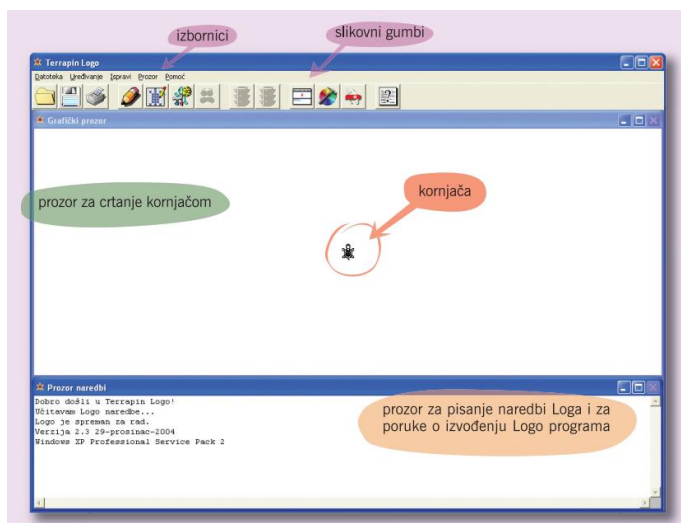 izbornici
slikovni gumbi
Terrapin Logo
Datoteka Uređivanje Ispravi Prozor Pomoć
Grafički prozor
kornjača
prozor za crtanje kornjačom
Prozor naredbi
Dobro došli u Terrapin Logo!
Učitavam Logo naredbe...
Logo je spreman za rad.
Verzija 2.3 29-prosinac-2004
Windows XP Professional Service Pack 2
prozor za pisanje naredbi Loga i za
poruke o izvođenju Logo programa